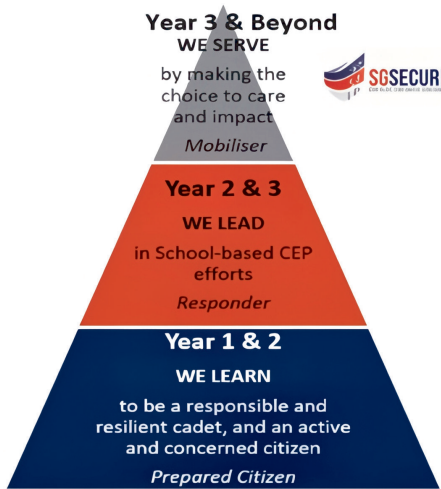 Year 3 & Beyond
WE SERVE
by making the
choice to care
and impact
Mobiliser
SGSECUR
Year 2 & 3
WE LEAD
in School-based CEP
efforts
Responder
Year 1 & 2
WE LEARN
to be a responsible and
resilient cadet, and an active
and concerned citizen
Prepared Citizen